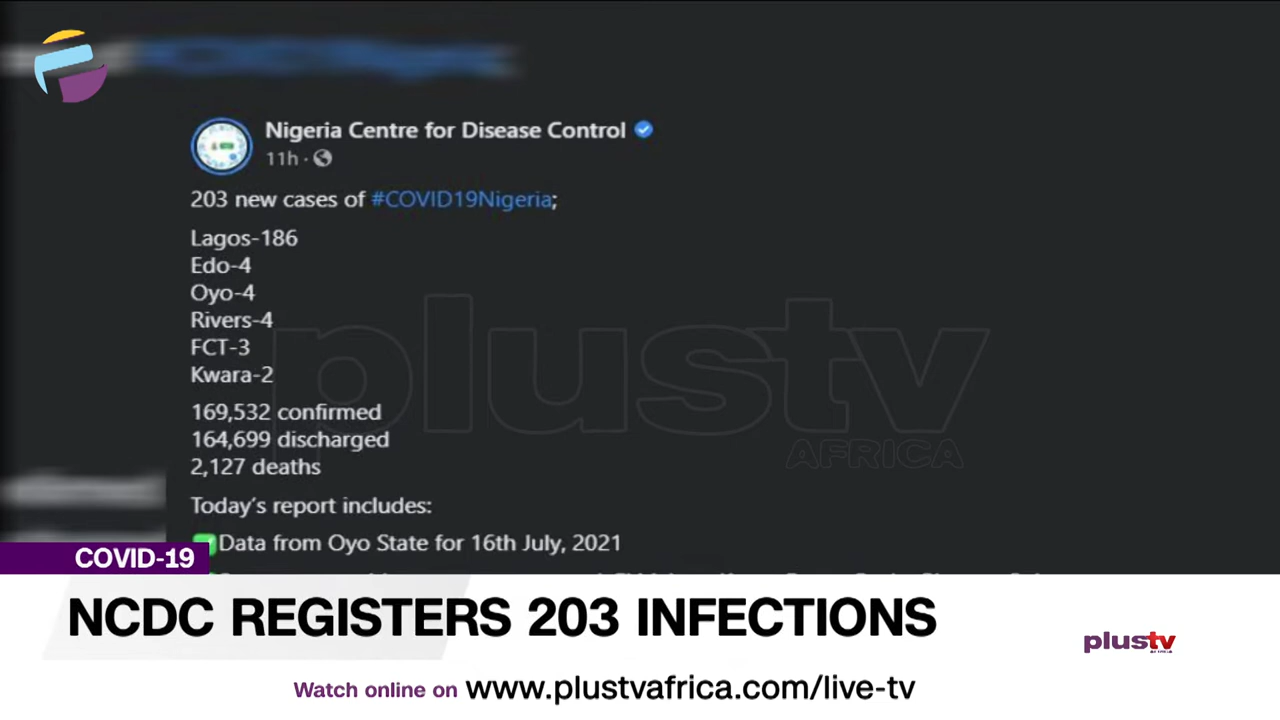 Nigeria Centre for Disease Control
11h ·
203 new cases of #COVID19Nigeria;
Lagos-186
Edo-4
Oyo-4
Rivers-4
FCT-3
Kwara-2
169,532 confirmed
164,699 discharged
2,127 deaths
Today's report includes:
Data from Oyo State for 16th July, 2021
plustv
AFRICA
COVID-19
NCDC REGISTERS 203 INFECTIONS
plustv
AFRICA
Watch online on www.plustvafrica.com/live-tv